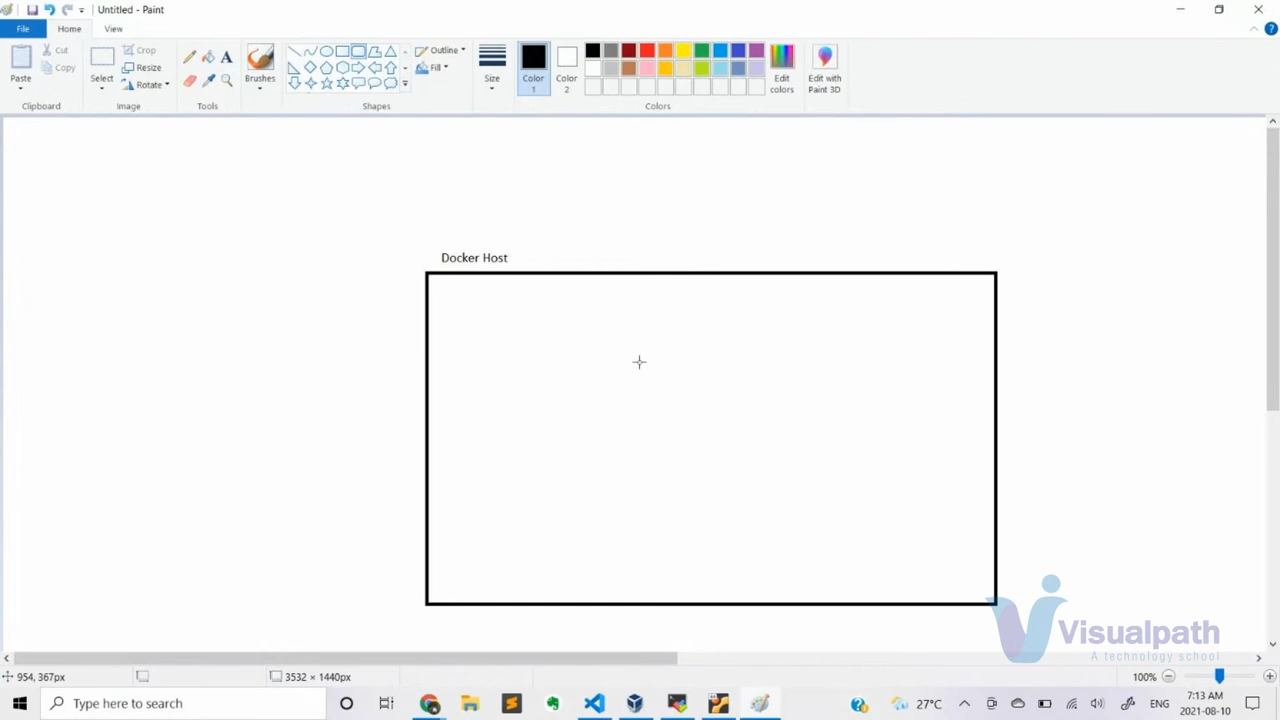 Untitled - Paint
File
Home
View
Paste
Cut
Copy
Clipboard
Select
Crop
Resize
Rotate
Image
Tools
Brushes
Shapes
Outline
Fill
Size
Color
1
Color
2
Edit
colors
Colors
Edit with
Paint 3D
Docker Host
Visualpath
A technology school
954, 367px
3532 × 1440px
100%
Type here to search
27°C
ENG
7:13 AM
2021-08-10